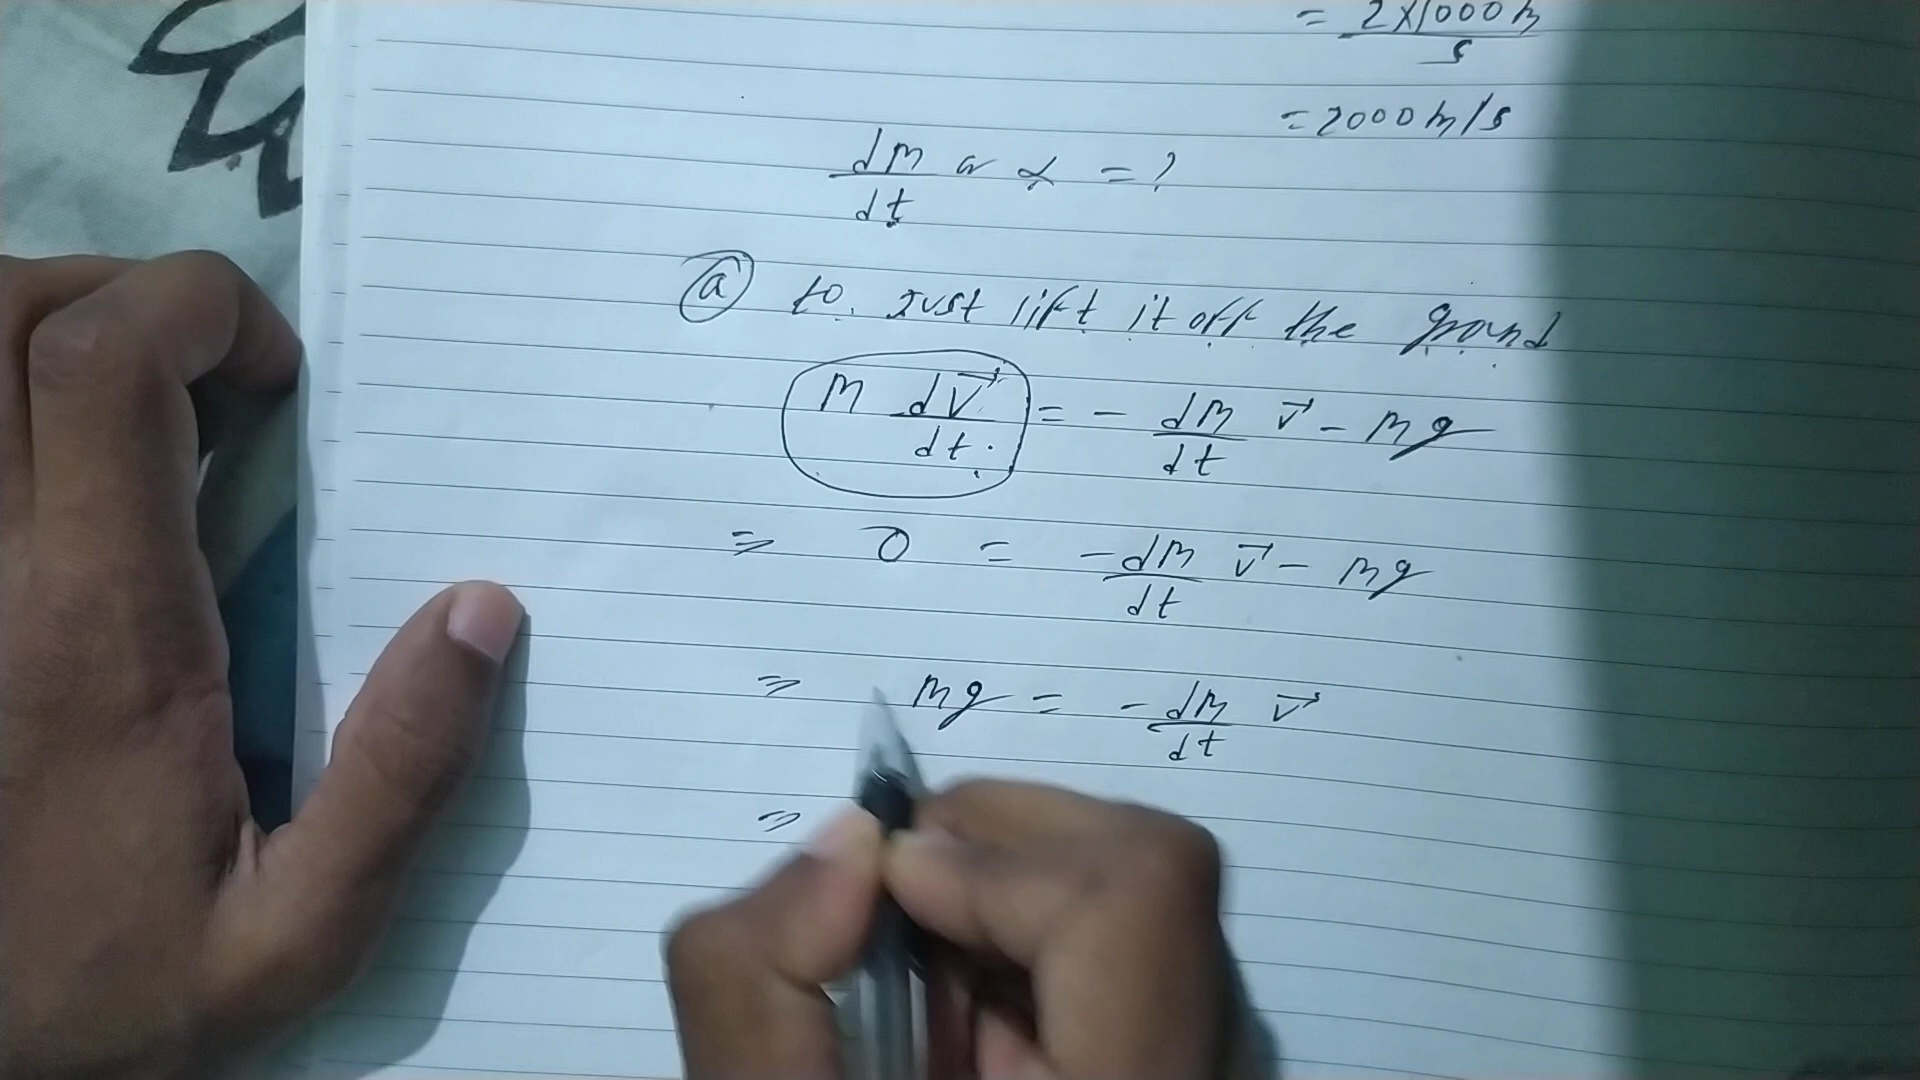 = 2×1000 m / s
= 2000 m/s
dM/dt or α = ?
(a) to just lift it off the ground
M dV⃗/dt = - dM/dt v⃗ - mg
⇒ 0 = - dM/dt v⃗ - mg
⇒ mg = - dM/dt v⃗
⇒